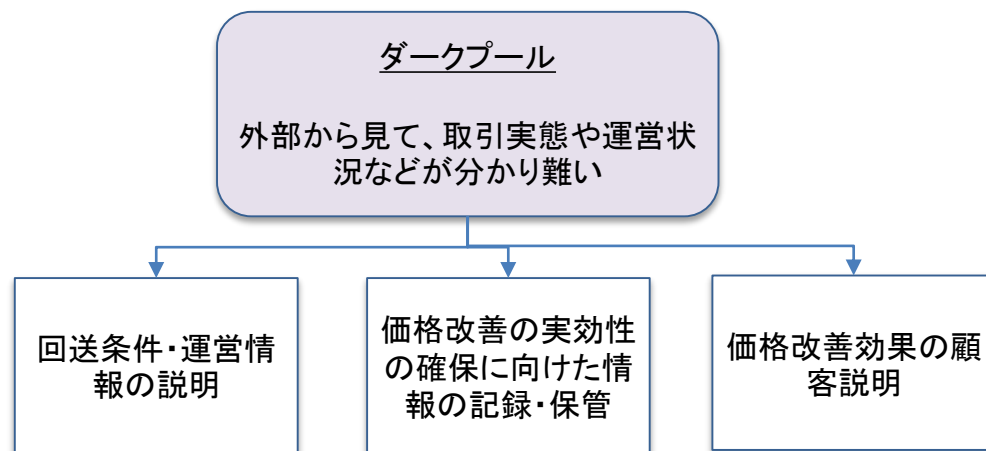 ダークプール
外部から見て、取引実態や運営状
況などが分かり難い
回送条件・運営情
報の説明
価格改善の実効性
の確保に向けた情
報の記録・保管
価格改善効果の顧
客説明